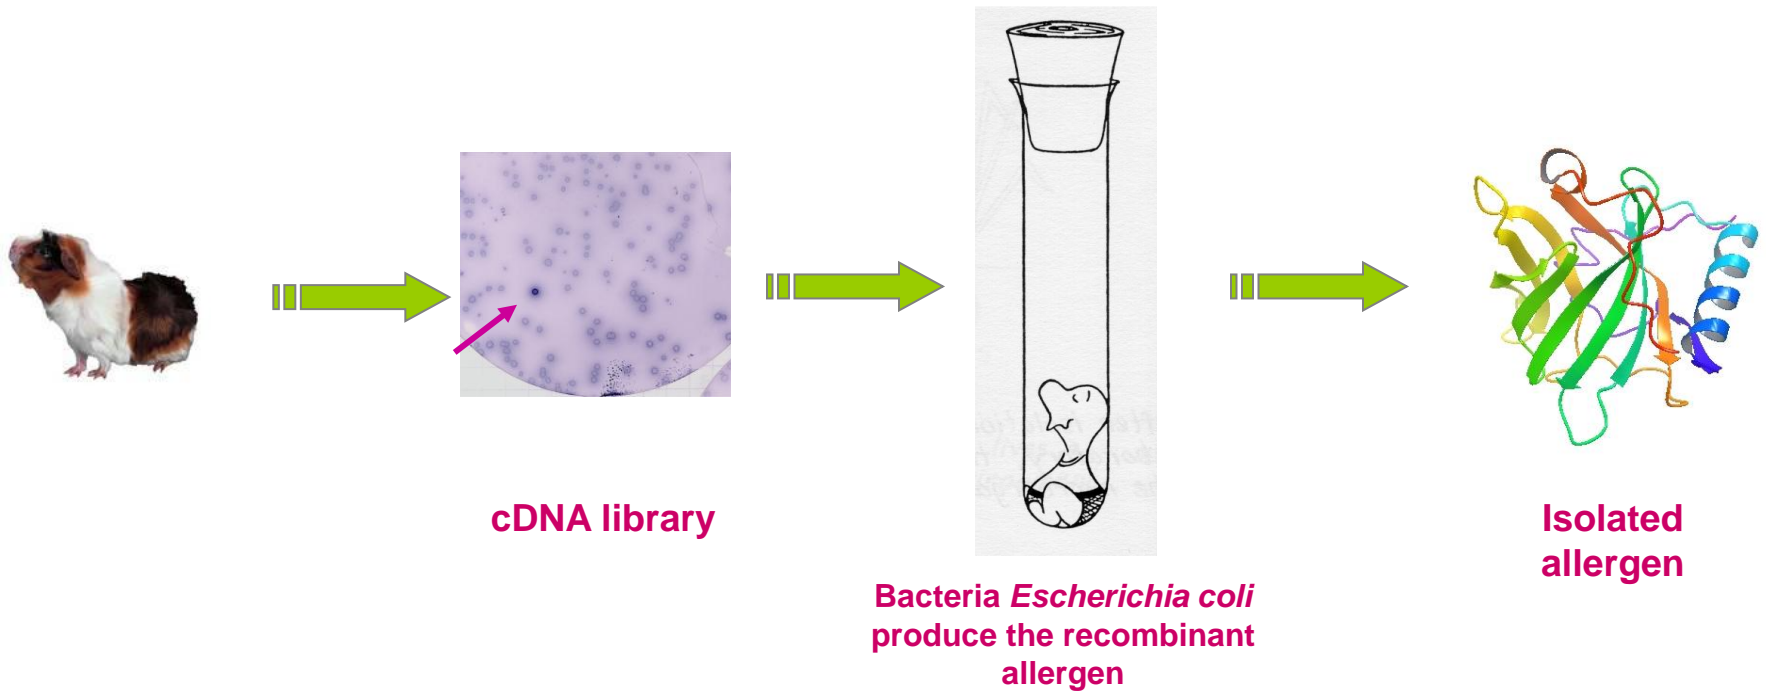 cDNA library
Bacteria Escherichia coli
produce the recombinant
allergen
Isolated
allergen